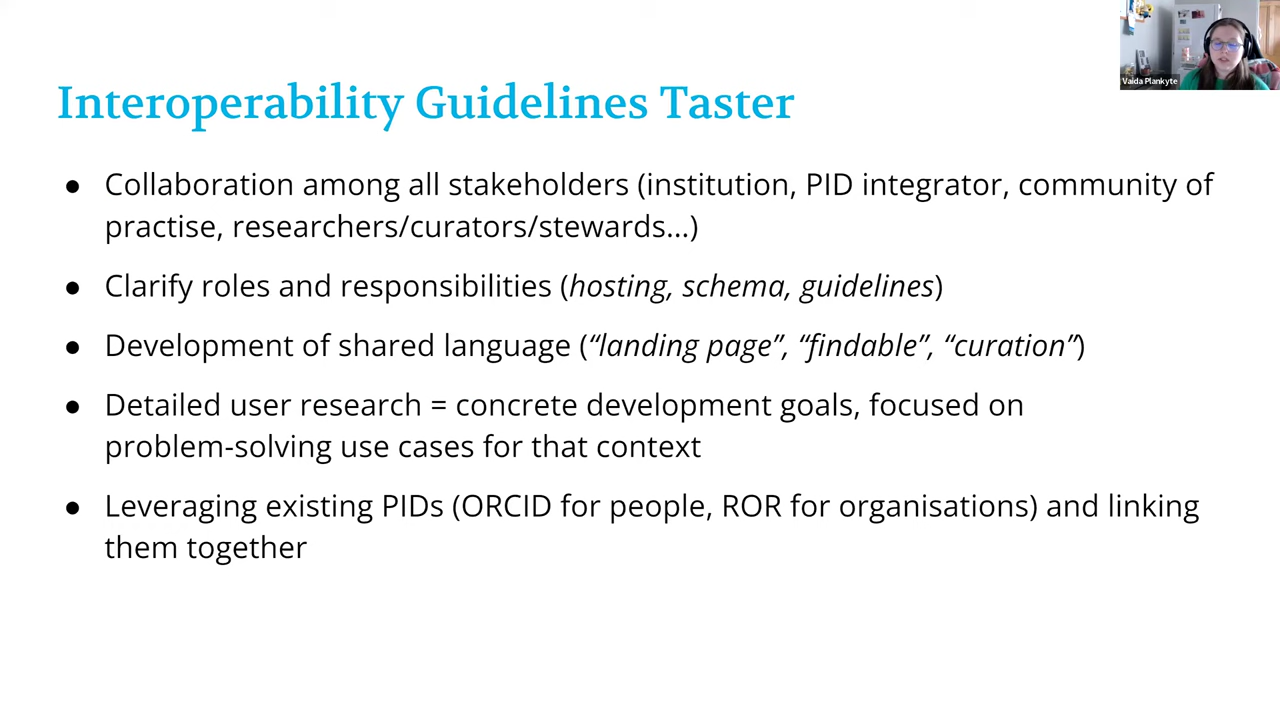 Vaida Plankyte
Interoperability Guidelines Taster
● Collaboration among all stakeholders (institution, PID integrator, community of
practise, researchers/curators/stewards...)
● Clarify roles and responsibilities (hosting, schema, guidelines)
● Development of shared language (“landing page”, “findable”, “curation”)
● Detailed user research = concrete development goals, focused on
problem-solving use cases for that context
● Leveraging existing PIDs (ORCID for people, ROR for organisations) and linking
them together